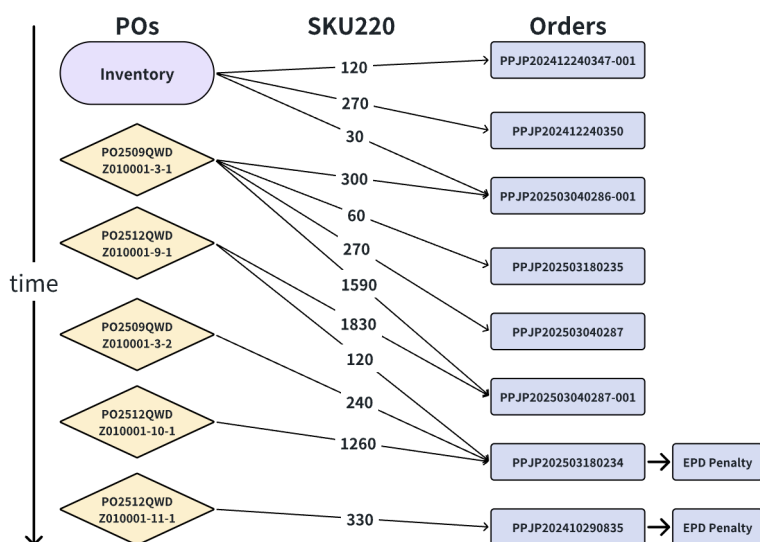 POs
SKU220
Orders
Inventory
120
PPJP202412240347-001
270
PPJP202412240350
30
PO2509QWD
Z010001-3-1
300
PPJP202503040286-001
60
PO2512QWD
Z010001-9-1
270
PPJP202503180235
time
1590
PO2509QWD
Z010001-3-2
1830
PPJP202503040287
120
240
PPJP202503040287-001
PO2512QWD
Z010001-10-1
1260
PPJP202503180234
EPD Penalty
PO2512QWD
Z010001-11-1
330
PPJP202410290835
EPD Penalty